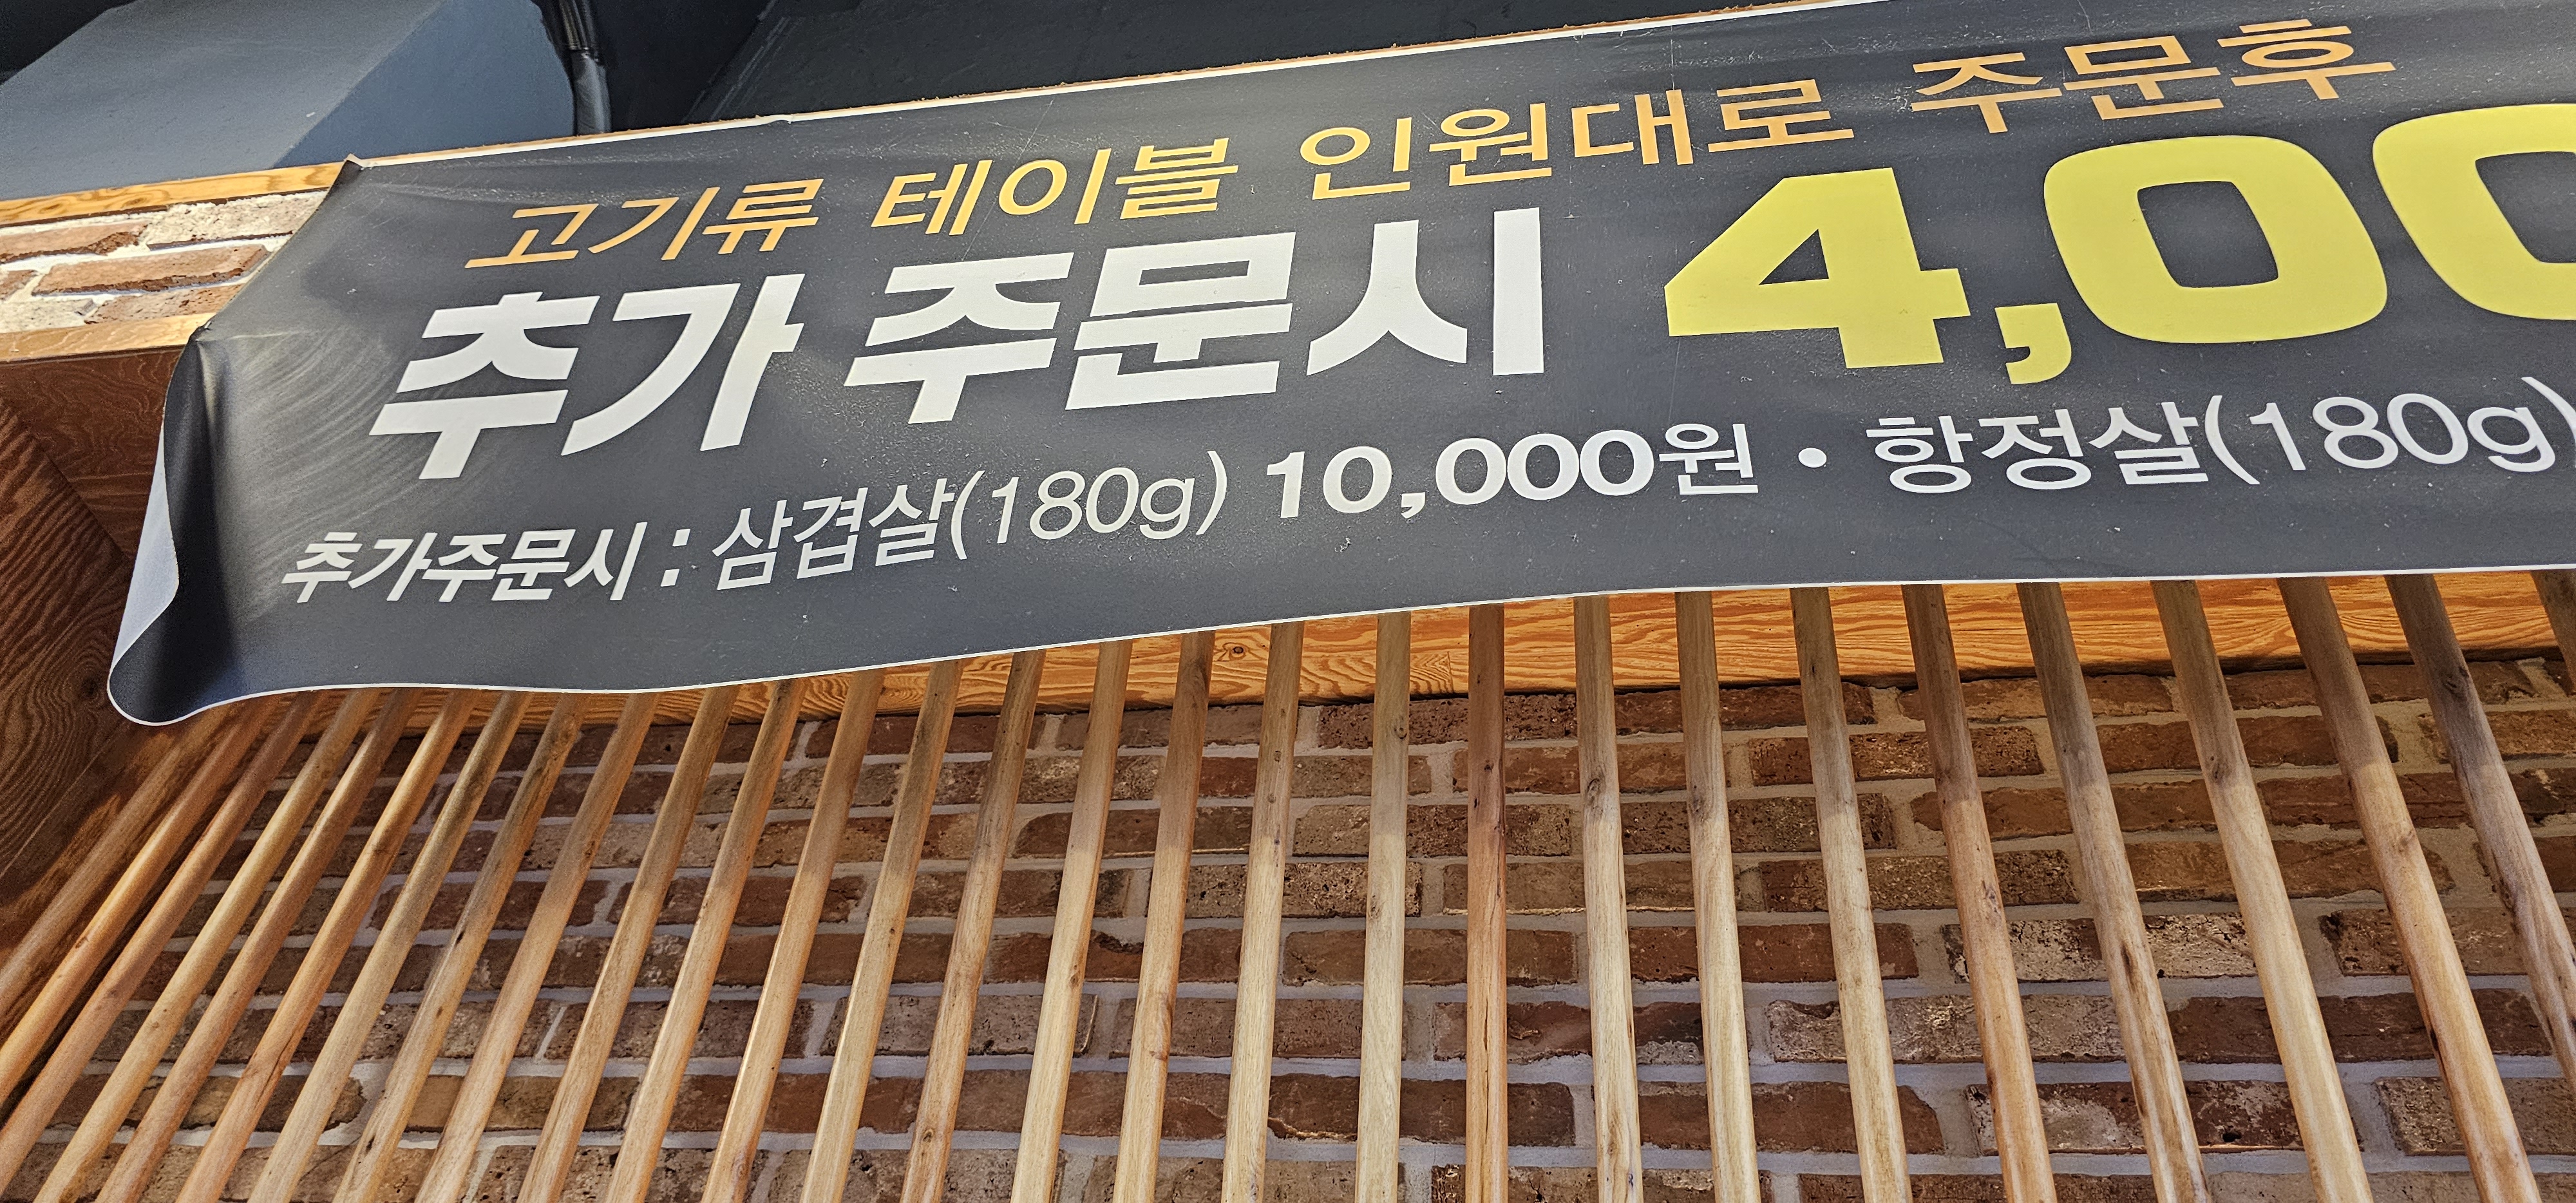 고기류 테이블 인원대로 주문후
추가 주문시 4,00
추가주문시 : 삼겹살(180g) 10,000원 • 항정살(180g)